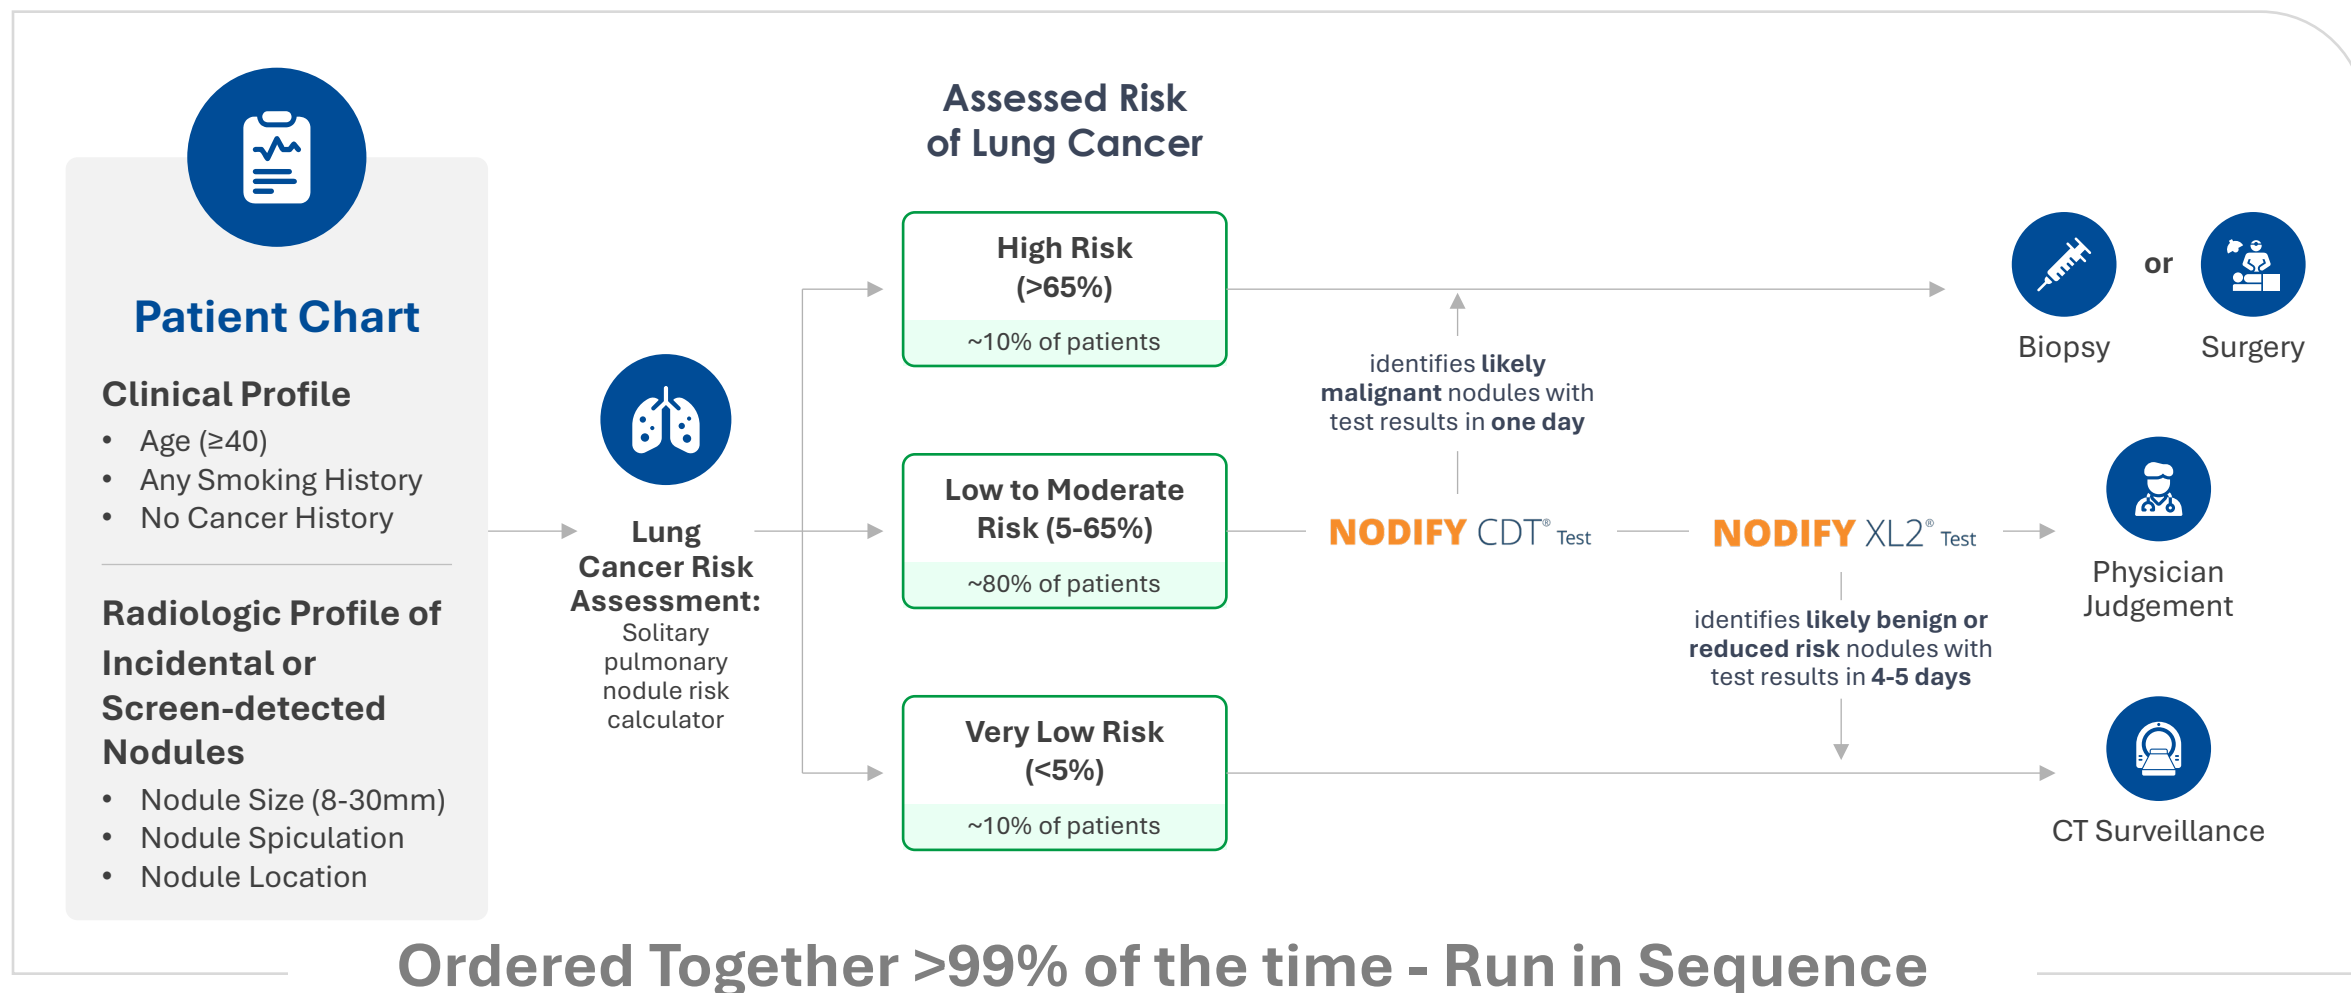 Assessed Risk
of Lung Cancer
Patient Chart
Clinical Profile
• Age (≥40)
• Any Smoking History
• No Cancer History
Radiologic Profile of
Incidental or
Screen-detected
Nodules
• Nodule Size (8-30mm)
• Nodule Spiculation
• Nodule Location
Lung
Cancer Risk
Assessment:
Solitary
pulmonary
nodule risk
calculator
High Risk
(>65%)
~10% of patients
Low to Moderate
Risk (5-65%)
~80% of patients
Very Low Risk
(<5%)
~10% of patients
identifies likely
malignant nodules with
test results in one day
NODIFY CDT® Test
NODIFY XL2® Test
identifies likely benign or
reduced risk nodules with
test results in 4-5 days
or
Biopsy
Surgery
Physician
Judgement
CT Surveillance
Ordered Together >99% of the time - Run in Sequence